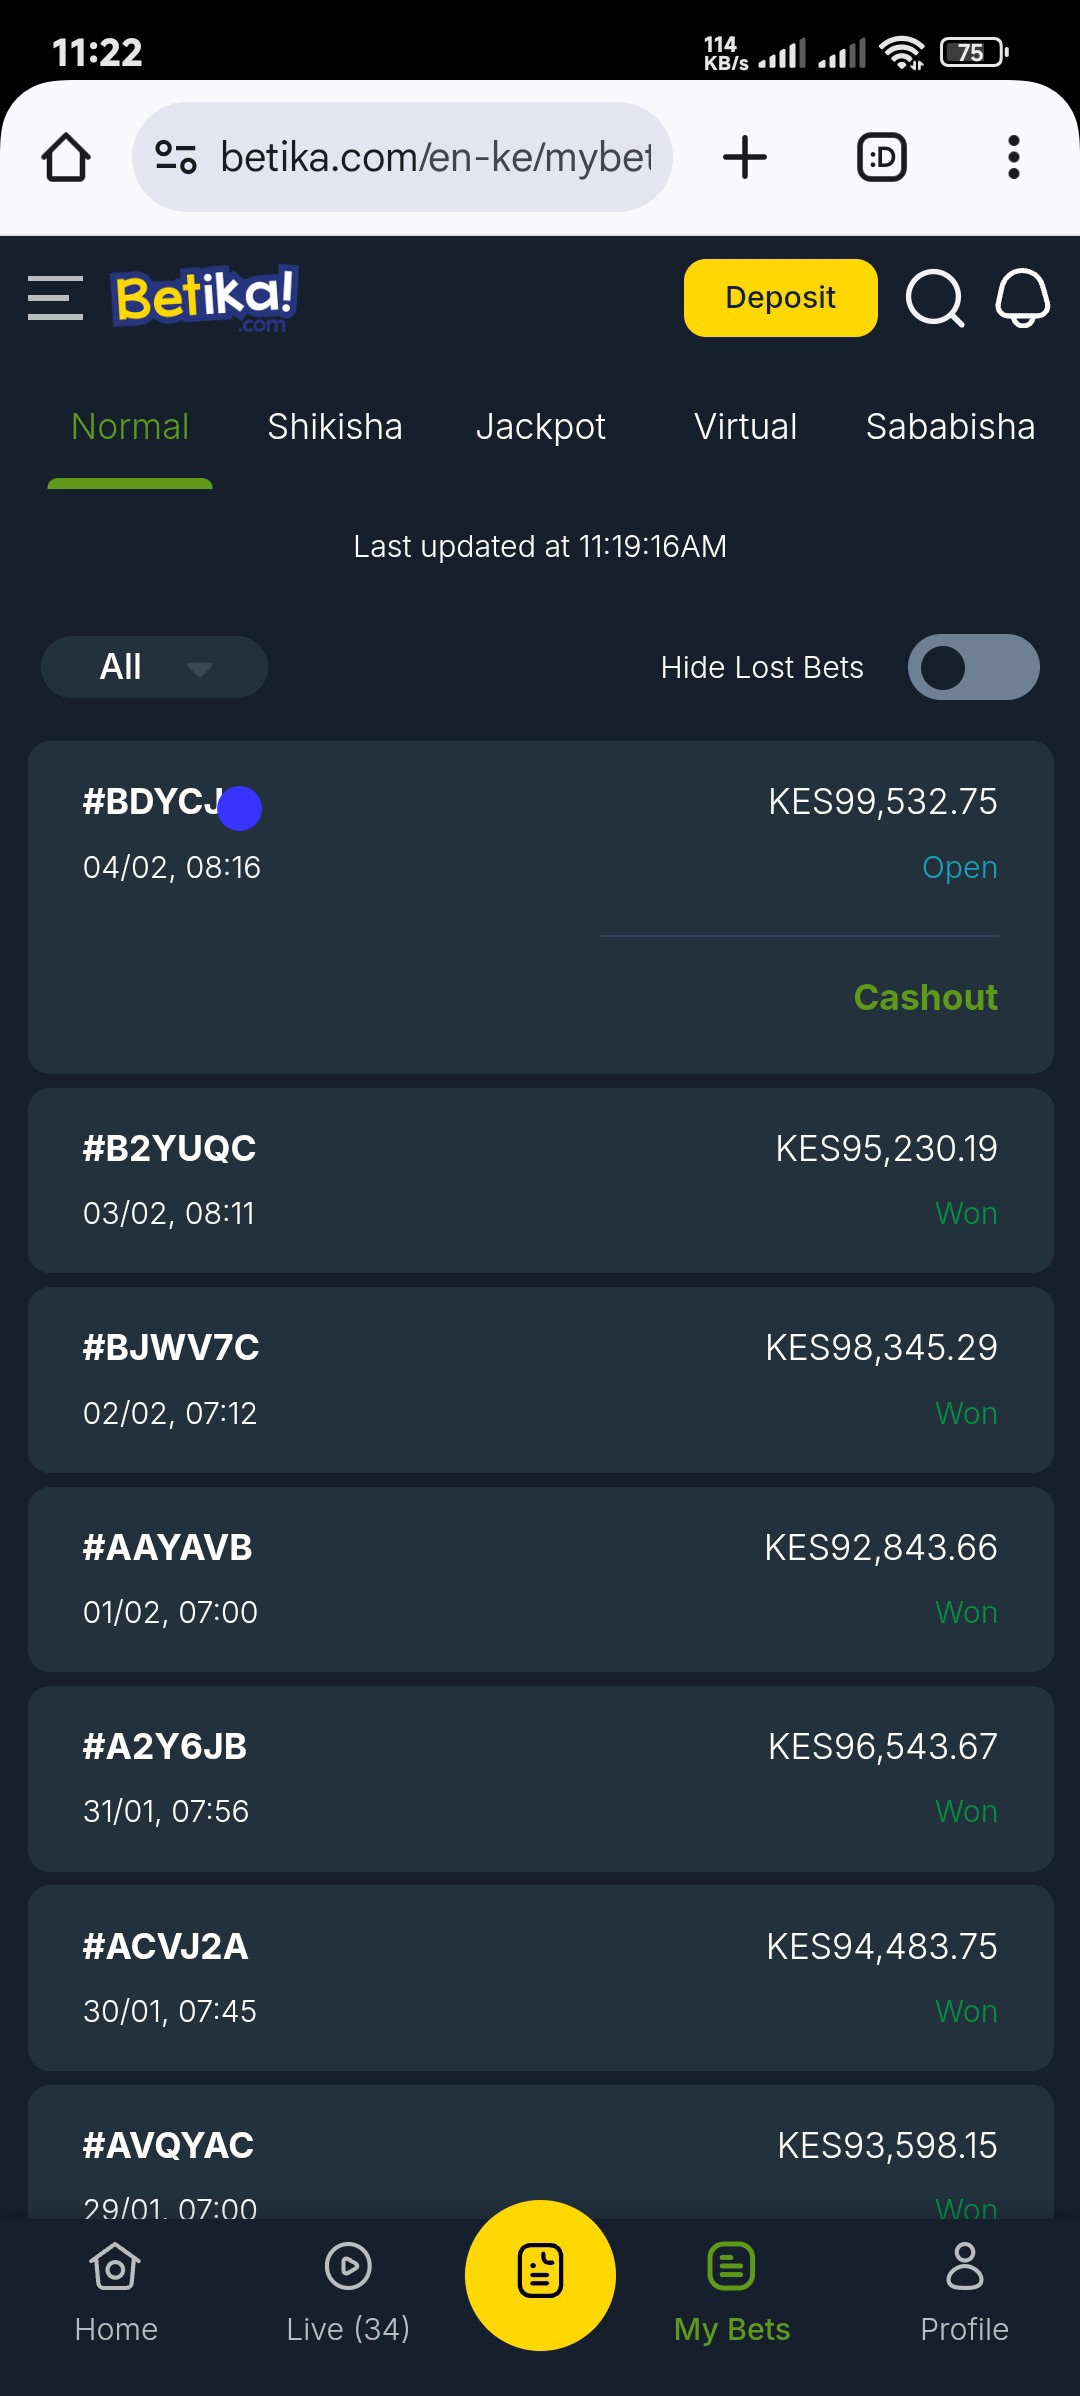 11:22
114
KB/s
75
betika.com/en-ke/mybet
:D
Betika!
.com
Deposit
Normal Shikisha Jackpot Virtual Sababisha
Last updated at 11:19:16AM
All
Hide Lost Bets
#BDYCJ
KES99,532.75
04/02, 08:16
Open
Cashout
#B2YUQC
KES95,230.19
03/02, 08:11
Won
#BJWV7C
KES98,345.29
02/02, 07:12
Won
#AAYAVB
KES92,843.66
01/02, 07:00
Won
#A2Y6JB
KES96,543.67
31/01, 07:56
Won
#ACVJ2A
KES94,483.75
30/01, 07:45
Won
#AVQYAC
KES93,598.15
29/01, 07:00
Won
Home Live (34) My Bets Profile